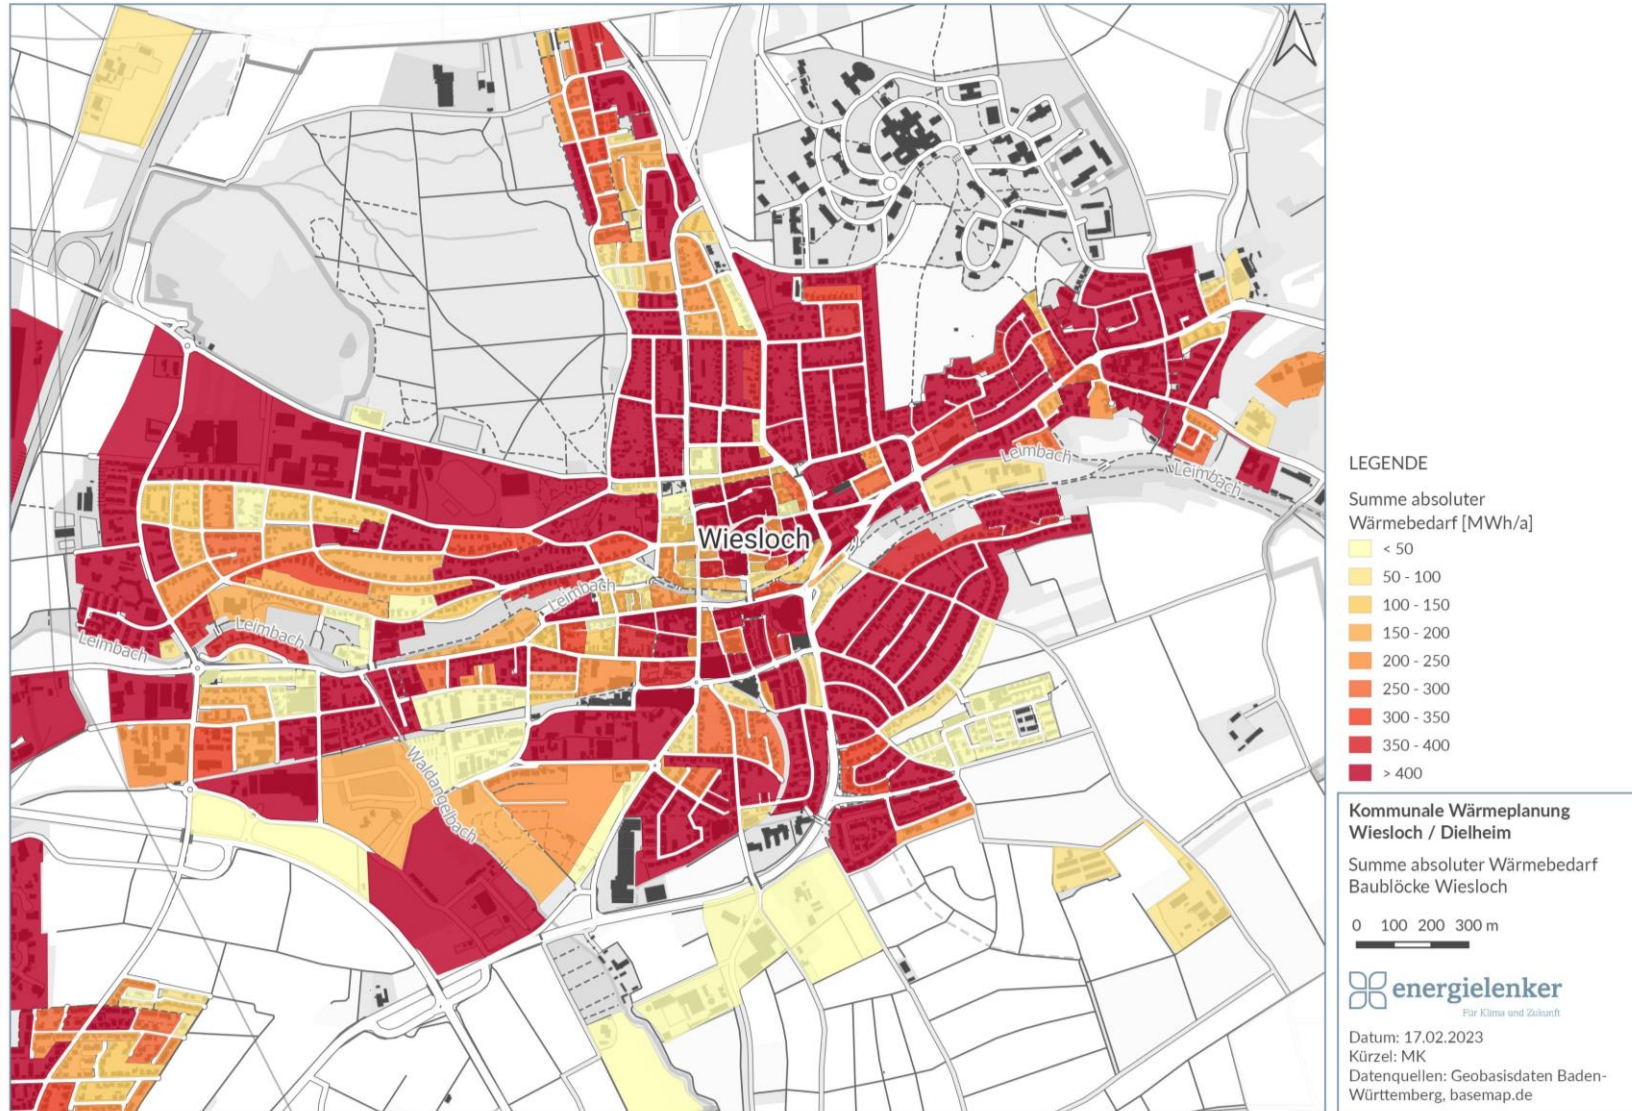 Wiesloch
Leimbach
Leimbach
Leimbach
Leimbach
Leimbach
Waldangelbach
LEGENDE
Summe absoluter
Wärmebedarf [MWh/a]
< 50
50 - 100
100 - 150
150 - 200
200 - 250
250 - 300
300 - 350
350 - 400
> 400
Kommunale Wärmeplanung
Wiesloch / Dielheim
Summe absoluter Wärmebedarf
Baublöcke Wiesloch
0 100 200 300 m
energielenker
Für Klima und Zukunft
Datum: 17.02.2023
Kürzel: MK
Datenquellen: Geobasisdaten Baden-
Württemberg, basemap.de